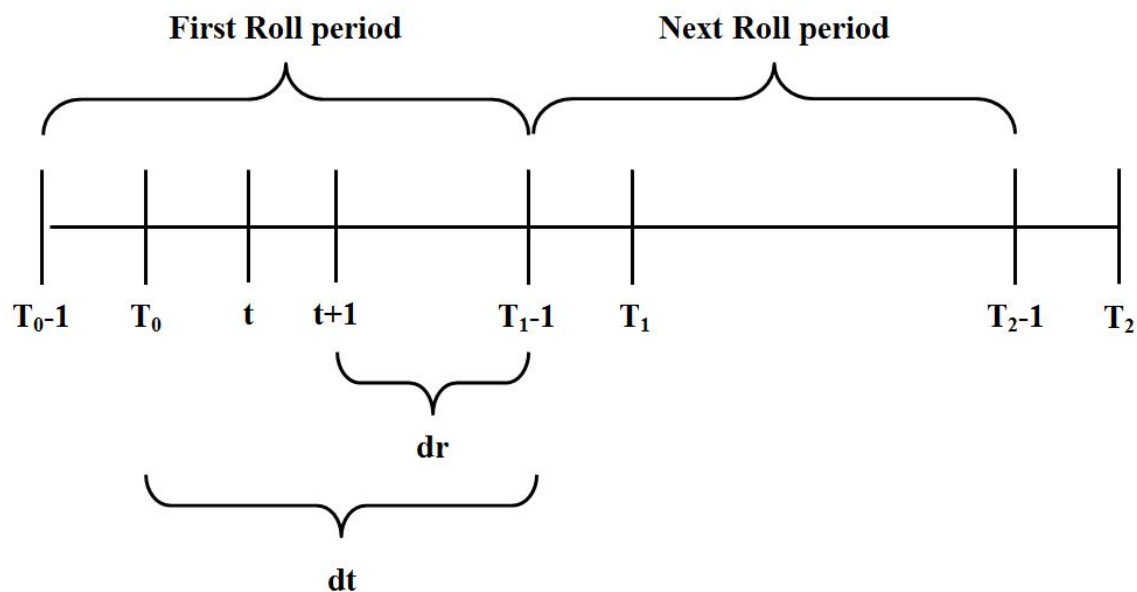 First Roll period Next Roll period
T₀-1 T₀ t t+1 T₁-1 T₁ T₂-1 T₂
dr
dt